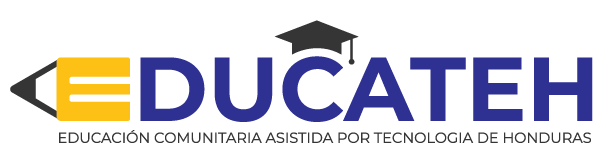 EDUCATEH
EDUCACIÓN COMUNITARIA ASISTIDA POR TECNOLOGIA DE HONDURAS